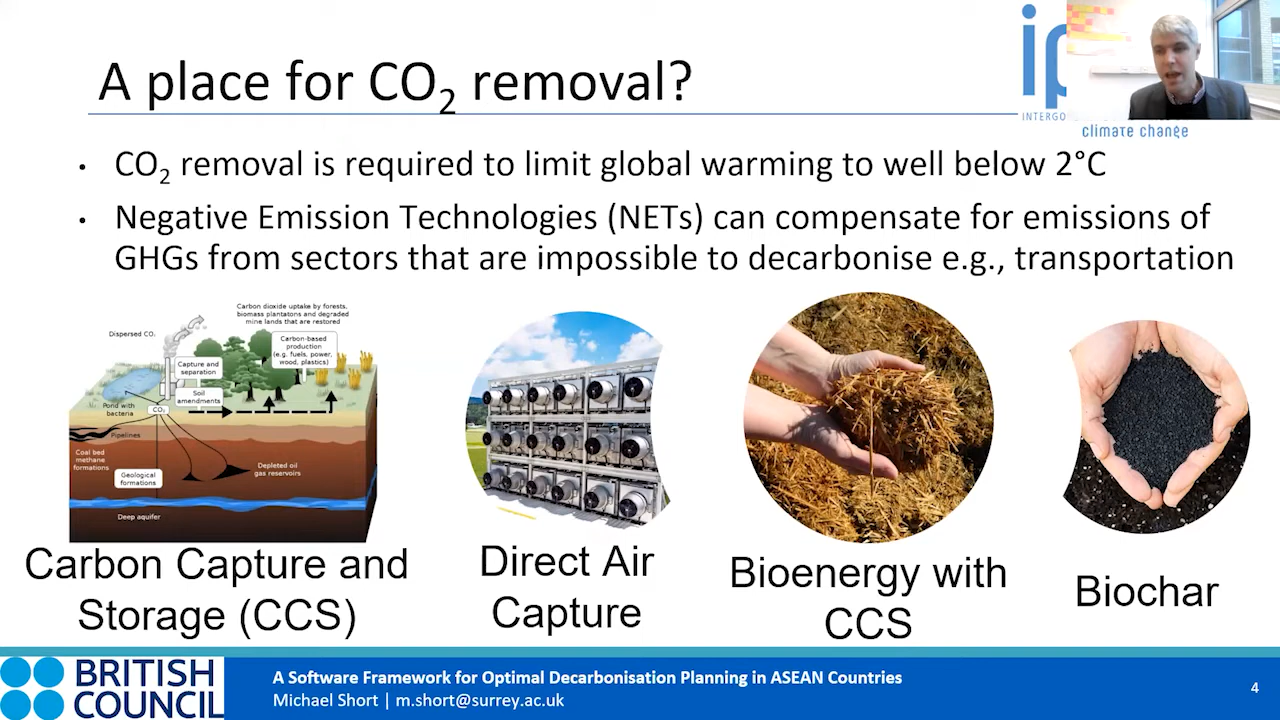 A place for CO₂ removal?
ip
INTERGO
climate change
• CO₂ removal is required to limit global warming to well below 2°C
• Negative Emission Technologies (NETs) can compensate for emissions of
GHGs from sectors that are impossible to decarbonise e.g., transportation
Carbon dioxide uptake by forests,
biomass plantatons and degraded
mine lands that are restored
Dispersed CO₂
Carbon-based
production
(e.g. fuels, power,
wood, plastics)
Capture and
separation
Soil
amendments
Pond with
bacteria
CO₂
Pipelines
Coal bed
methane
formations
Geological
formations
Depleted oil
gas reservoirs
Deep aquifer
Carbon Capture and
Storage (CCS)
Direct Air
Capture
Bioenergy with
CCS
Biochar
BRITISH
COUNCIL
A Software Framework for Optimal Decarbonisation Planning in ASEAN Countries
Michael Short | m.short@surrey.ac.uk
4